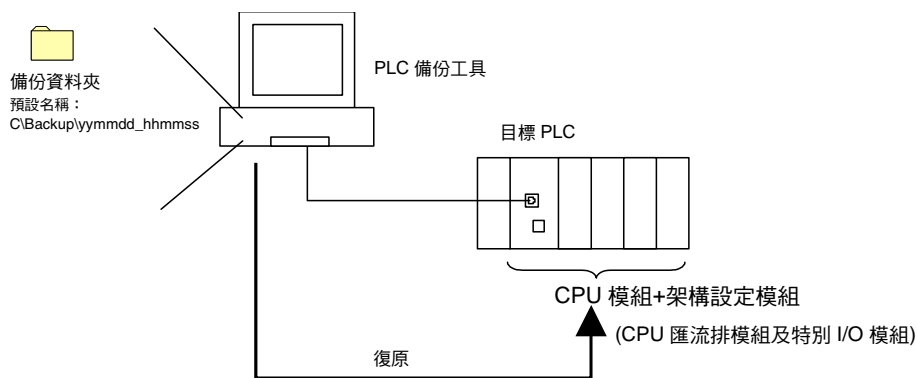 備份資料夾
預設名稱：
C\Backup\yymmdd_hhmmss
PLC 備份工具
目標 PLC
CPU 模組+架構設定模組
(CPU 匯流排模組及特別 I/O 模組)
復原